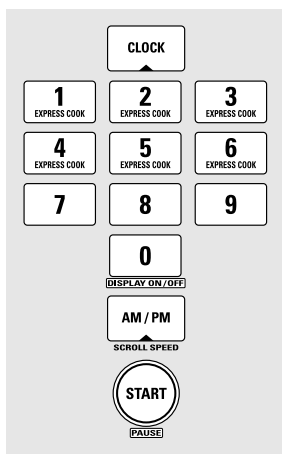 CLOCK
1 2 3
EXPRESS COOK EXPRESS COOK EXPRESS COOK
4 5 6
EXPRESS COOK EXPRESS COOK EXPRESS COOK
7 8 9
0
DISPLAY ON/OFF
AM / PM
SCROLL SPEED
START
PAUSE